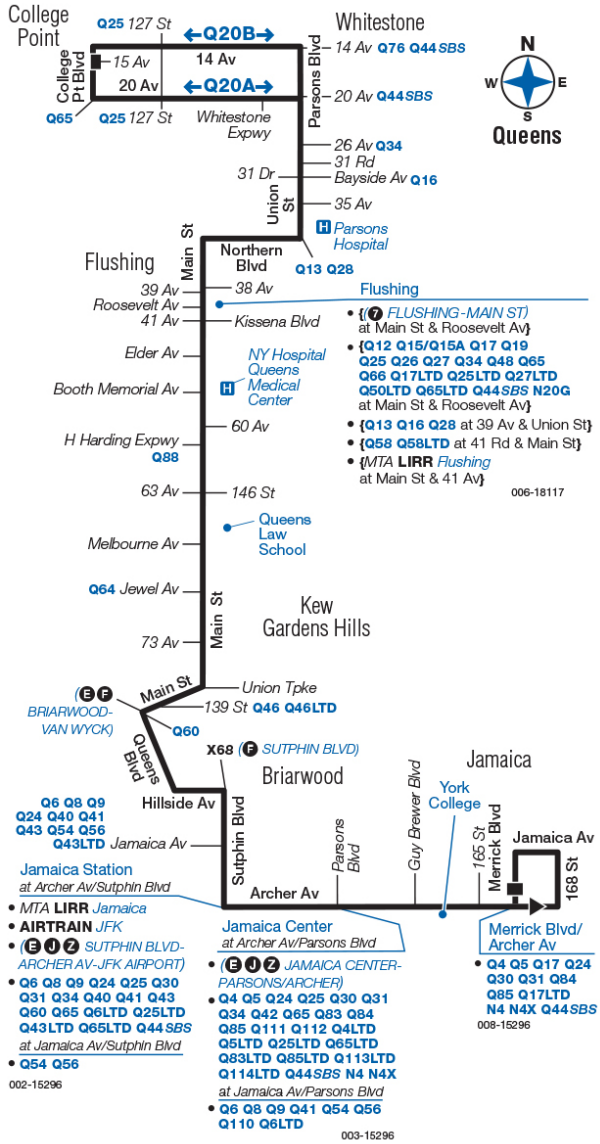 College
Point
Q25 127 St
←Q20B→
Whitestone
14 Av
14 Av Q76 Q44SBS
15 Av
College
Pt Blvd
20 Av
←Q20A→
Parsons Blvd
20 Av Q44SBS
N
W E
S
Queens
Q65
Q25 127 St
Whitestone
Expwy
26 Av Q34
31 Rd
31 Dr
Bayside Av Q16
Union
St
35 Av
H Parsons
Hospital
Main St
Northern
Blvd
Q13 Q28
Flushing
39 Av
38 Av
Roosevelt Av
41 Av
Kissena Blvd
Elder Av
NY Hospital
Queens
H Medical
Center
Booth Memorial Av
60 Av
H Harding Expwy
Q88
63 Av
146 St
Queens
Law
School
Melbourne Av
Q64 Jewel Av
Main St
Kew
Gardens Hills
73 Av
Flushing
• {(7 FLUSHING-MAIN ST)
at Main St & Roosevelt Av}
• {Q12 Q15/Q15A Q17 Q19
Q25 Q26 Q27 Q34 Q48 Q65
Q66 Q17LTD Q25LTD Q27LTD
Q50LTD Q65LTD Q44SBS N20G
at Main St & Roosevelt Av}
• {Q13 Q16 Q28 at 39 Av & Union St}
• {Q58 Q58LTD at 41 Rd & Main St}
• {MTA LIRR Flushing
at Main St & 41 Av}
006-18117
Main St
Union Tpke
139 St Q46 Q46LTD
(E F
BRIARWOOD-
VAN WYCK)
Q60
Queens
Blvd
X68 (F SUTPHIN BLVD)
Briarwood
Hillside Av
Q6 Q8 Q9
Q24 Q40 Q41
Q43 Q54 Q56
Q43LTD Jamaica Av
Sutphin Blvd
Archer Av
Parsons
Blvd
Guy Brewer Blvd
York
College
165 St
Merrick Blvd
Jamaica
Jamaica Av
168 St
Jamaica Station
at Archer Av/Sutphin Blvd
• MTA LIRR Jamaica
• AIRTRAIN JFK
• (E J Z SUTPHIN BLVD-
ARCHER AV-JFK AIRPORT)
• Q6 Q8 Q9 Q24 Q25 Q30
Q31 Q34 Q40 Q41 Q43
Q60 Q65 Q6LTD Q25LTD
Q43LTD Q65LTD Q44SBS
at Jamaica Av/Sutphin Blvd
• Q54 Q56
002-15296
Jamaica Center
at Archer Av/Parsons Blvd
• (E J Z JAMAICA CENTER-
PARSONS/ARCHER)
• Q4 Q5 Q24 Q25 Q30 Q31
Q34 Q42 Q65 Q83 Q84
Q85 Q111 Q112 Q4LTD
Q5LTD Q25LTD Q65LTD
Q83LTD Q85LTD Q113LTD
Q114LTD Q44SBS N4 N4X
at Jamaica Av/Parsons Blvd
• Q6 Q8 Q9 Q41 Q54 Q56
Q110 Q6LTD
003-15296
Merrick Blvd/
Archer Av
• Q4 Q5 Q17 Q24
Q30 Q31 Q84
Q85 Q17LTD
N4 N4X Q44SBS
008-15296